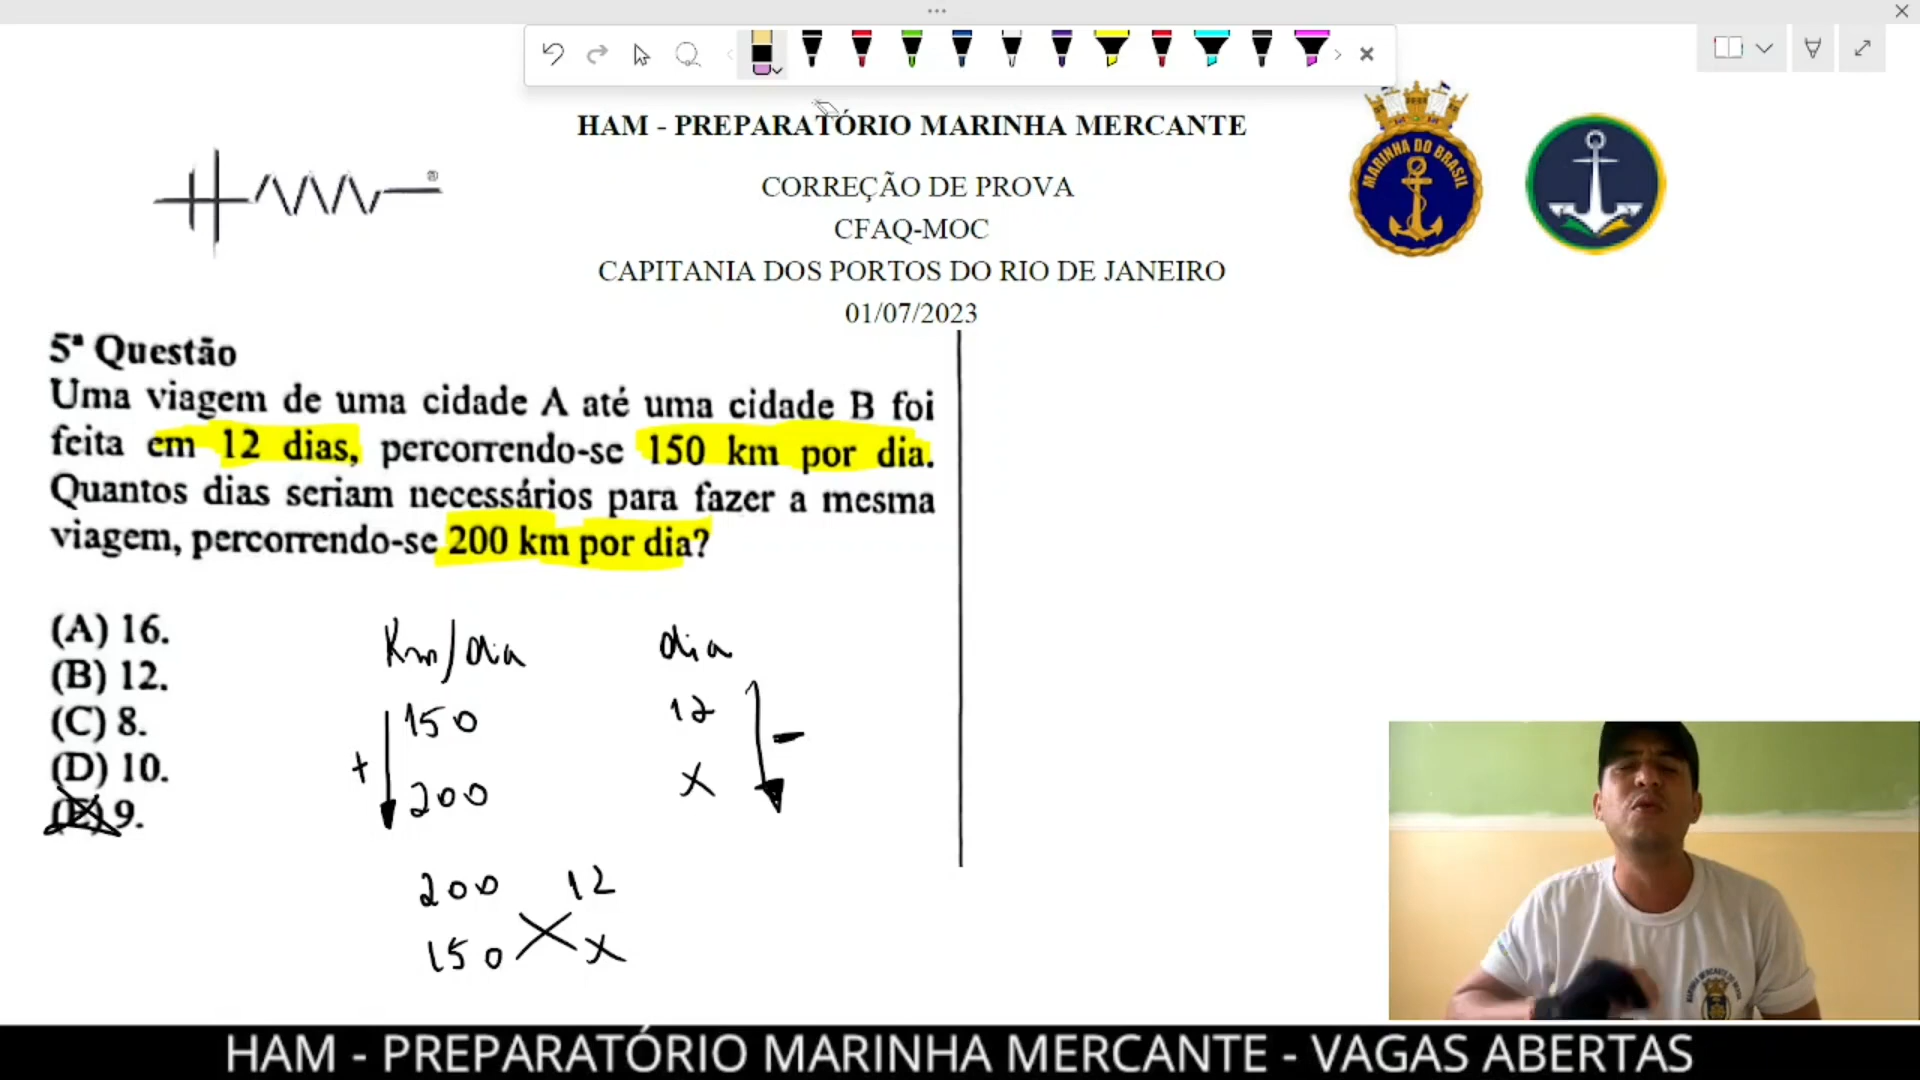 HAM - PREPARATÓRIO MARINHA MERCANTE
CORREÇÃO DE PROVA
CFAQ-MOC
CAPITANIA DOS PORTOS DO RIO DE JANEIRO
01/07/2023
MARINHA DO BRASIL
5ª Questão
Uma viagem de uma cidade A até uma cidade B foi
feita em 12 dias, percorrendo-se 150 km por dia.
Quantos dias seriam necessários para fazer a mesma
viagem, percorrendo-se 200 km por dia?
(A) 16.
(B) 12.
(C) 8.
(D) 10.
(E) 9.
Km/dia dia
150 12 -
+ 200 x
200 12
150 x
HAM - PREPARATÓRIO MARINHA MERCANTE - VAGAS ABERTAS